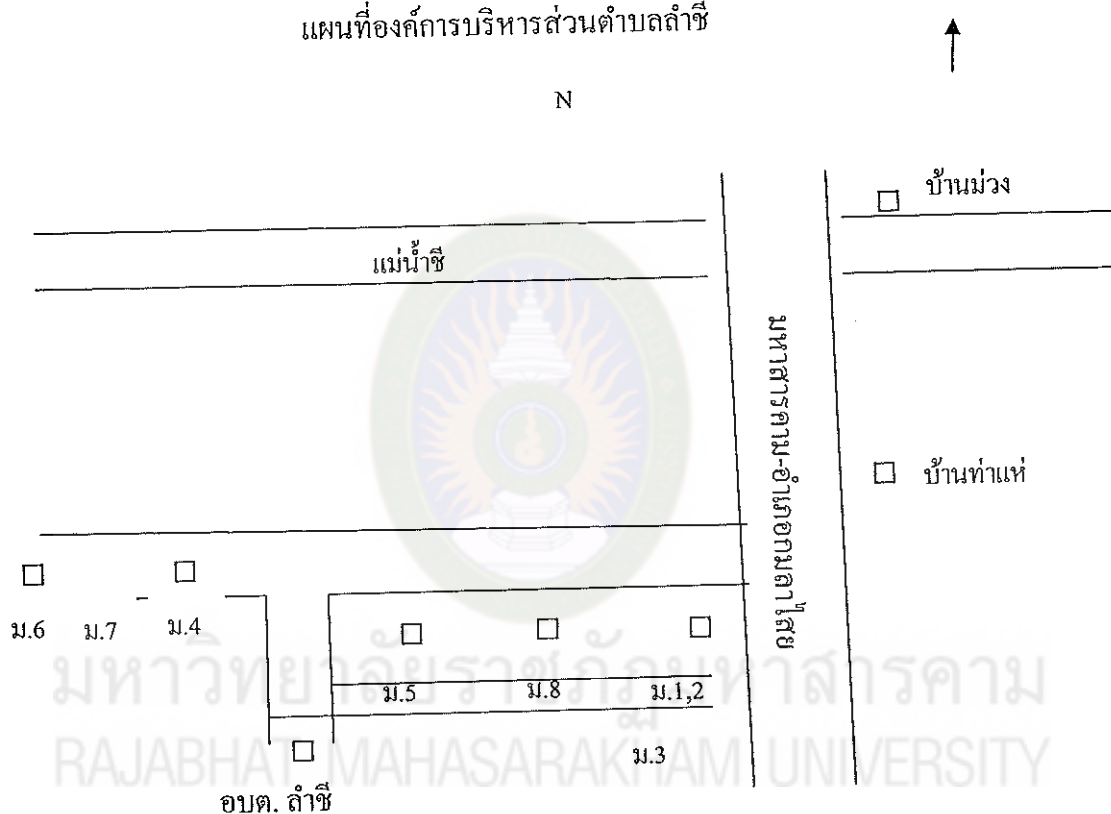 แผนที่องค์การบริหารส่วนตำบลลำชี
N
บ้านม่วง
แม่น้ำชี
มหาสารคาม-อำเภอกมลาไสย
บ้านท่าแห่
ม.6 ม.7 ม.4
ม.5 ม.8 ม.1,2
ม.3
อบต. ลำชี
มหาวิทยาลัยราชภัฏมหาสารคาม
RAJABHAT MAHASARAKHAM UNIVERSITY